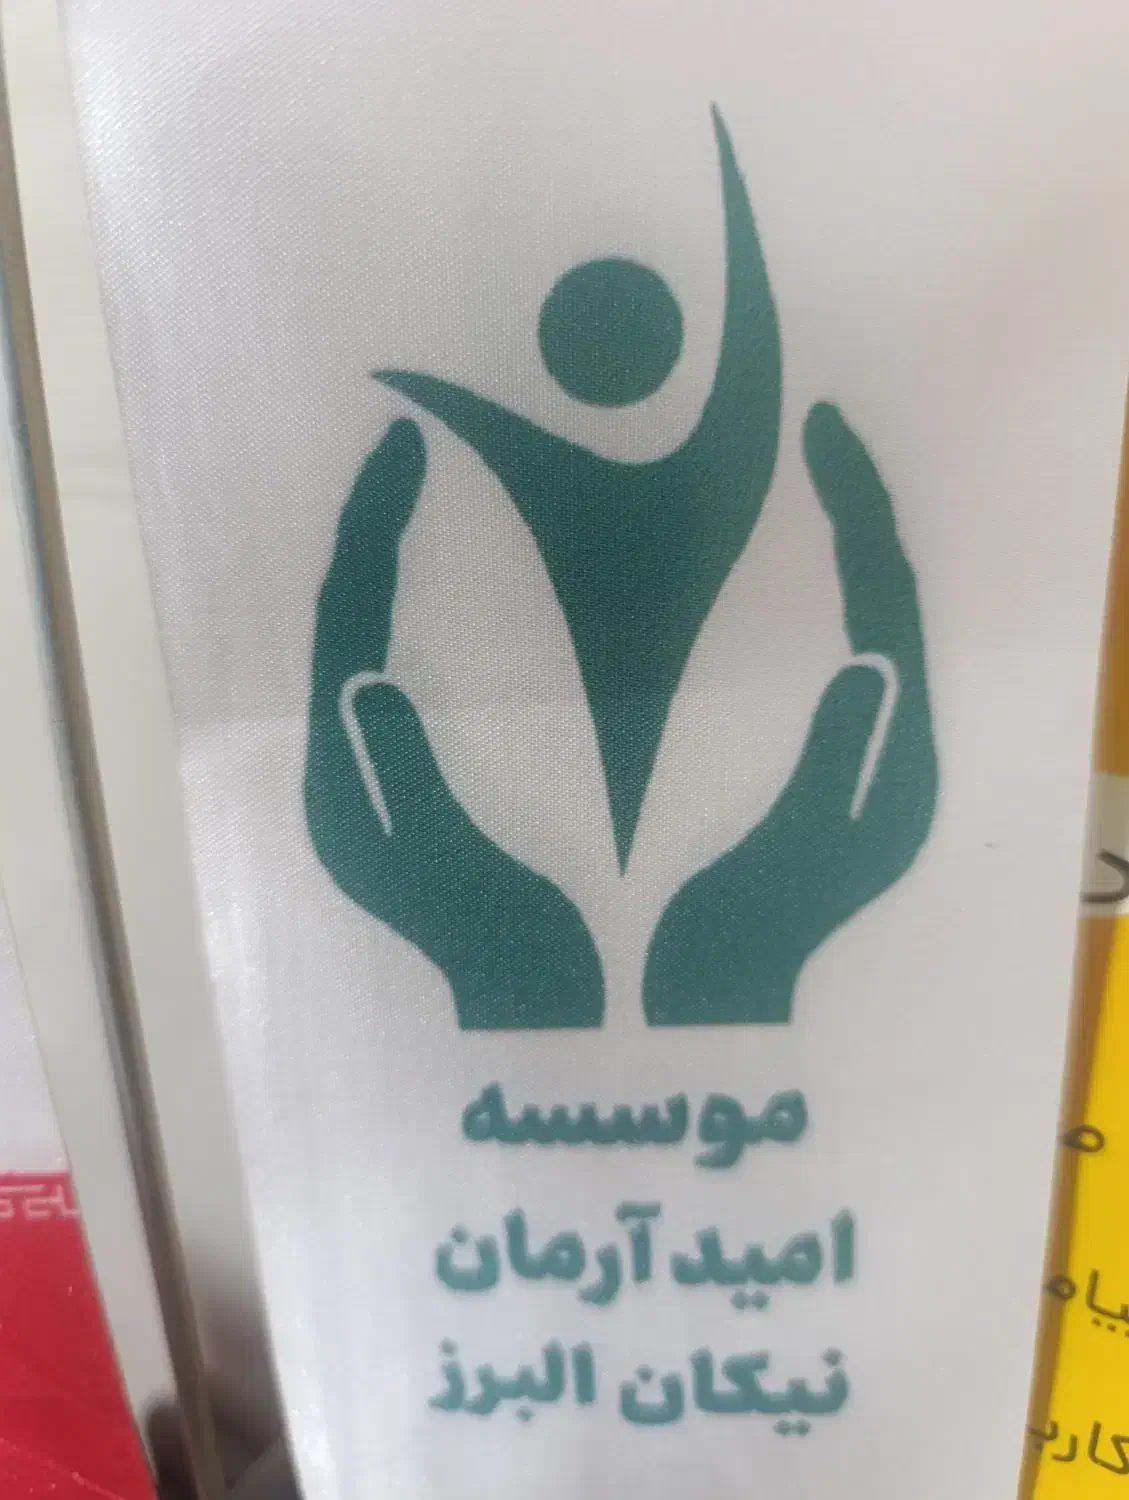 موسسه
امید آرمان
نیکان البرز